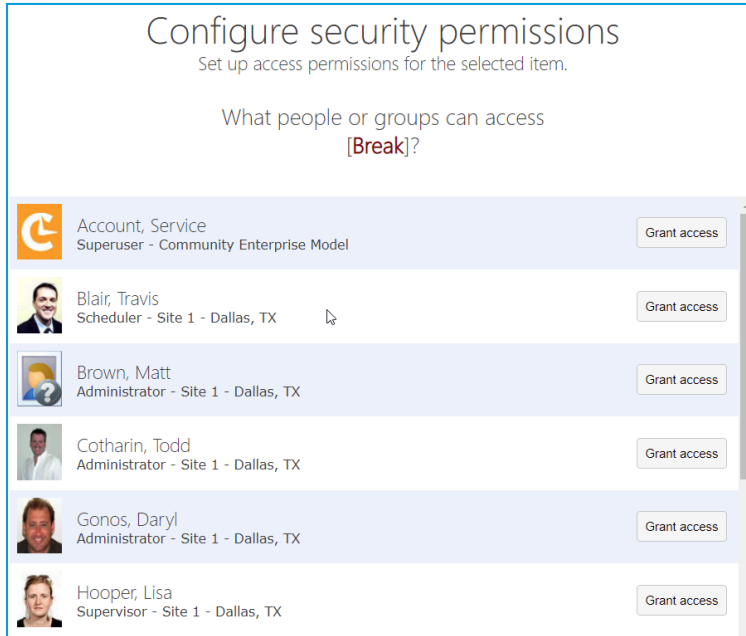 Configure security permissions
Set up access permissions for the selected item.
What people or groups can access
[Break]?
Account, Service
Superuser - Community Enterprise Model
Grant access
Blair, Travis
Scheduler - Site 1 - Dallas, TX
Grant access
Brown, Matt
Administrator - Site 1 - Dallas, TX
Grant access
Cotharin, Todd
Administrator - Site 1 - Dallas, TX
Grant access
Gonos, Daryl
Administrator - Site 1 - Dallas, TX
Grant access
Hooper, Lisa
Supervisor - Site 1 - Dallas, TX
Grant access